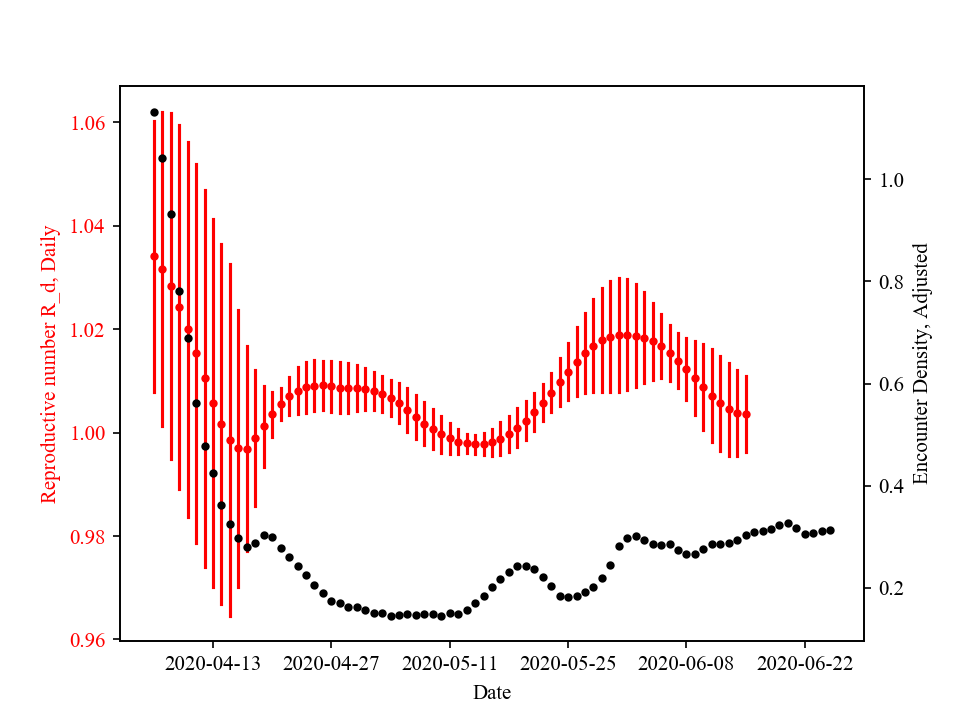 Reproductive number R_d, Daily
1.06
1.04
1.02
1.00
0.98
0.96
1.0
0.8
0.6
0.4
0.2
Encounter Density, Adjusted
2020-04-13 2020-04-27 2020-05-11 2020-05-25 2020-06-08 2020-06-22
Date